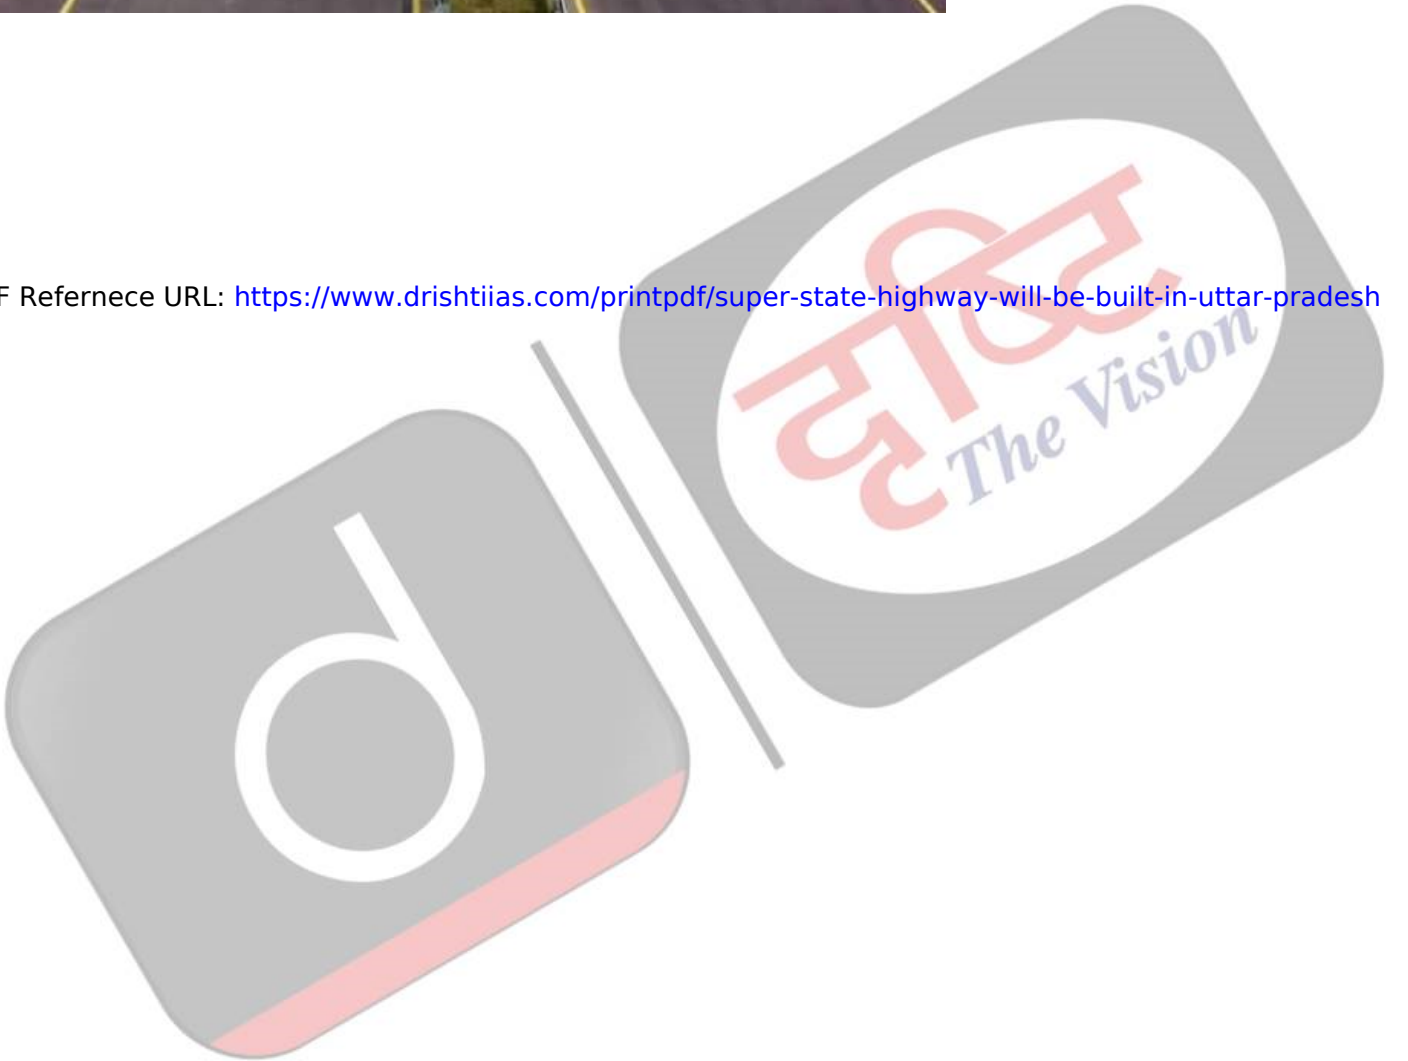 F Refernece URL: https://www.drishtiias.com/printpdf/super-state-highway-will-be-built-in-uttar-pradesh
दृष्टि
The Vision
d